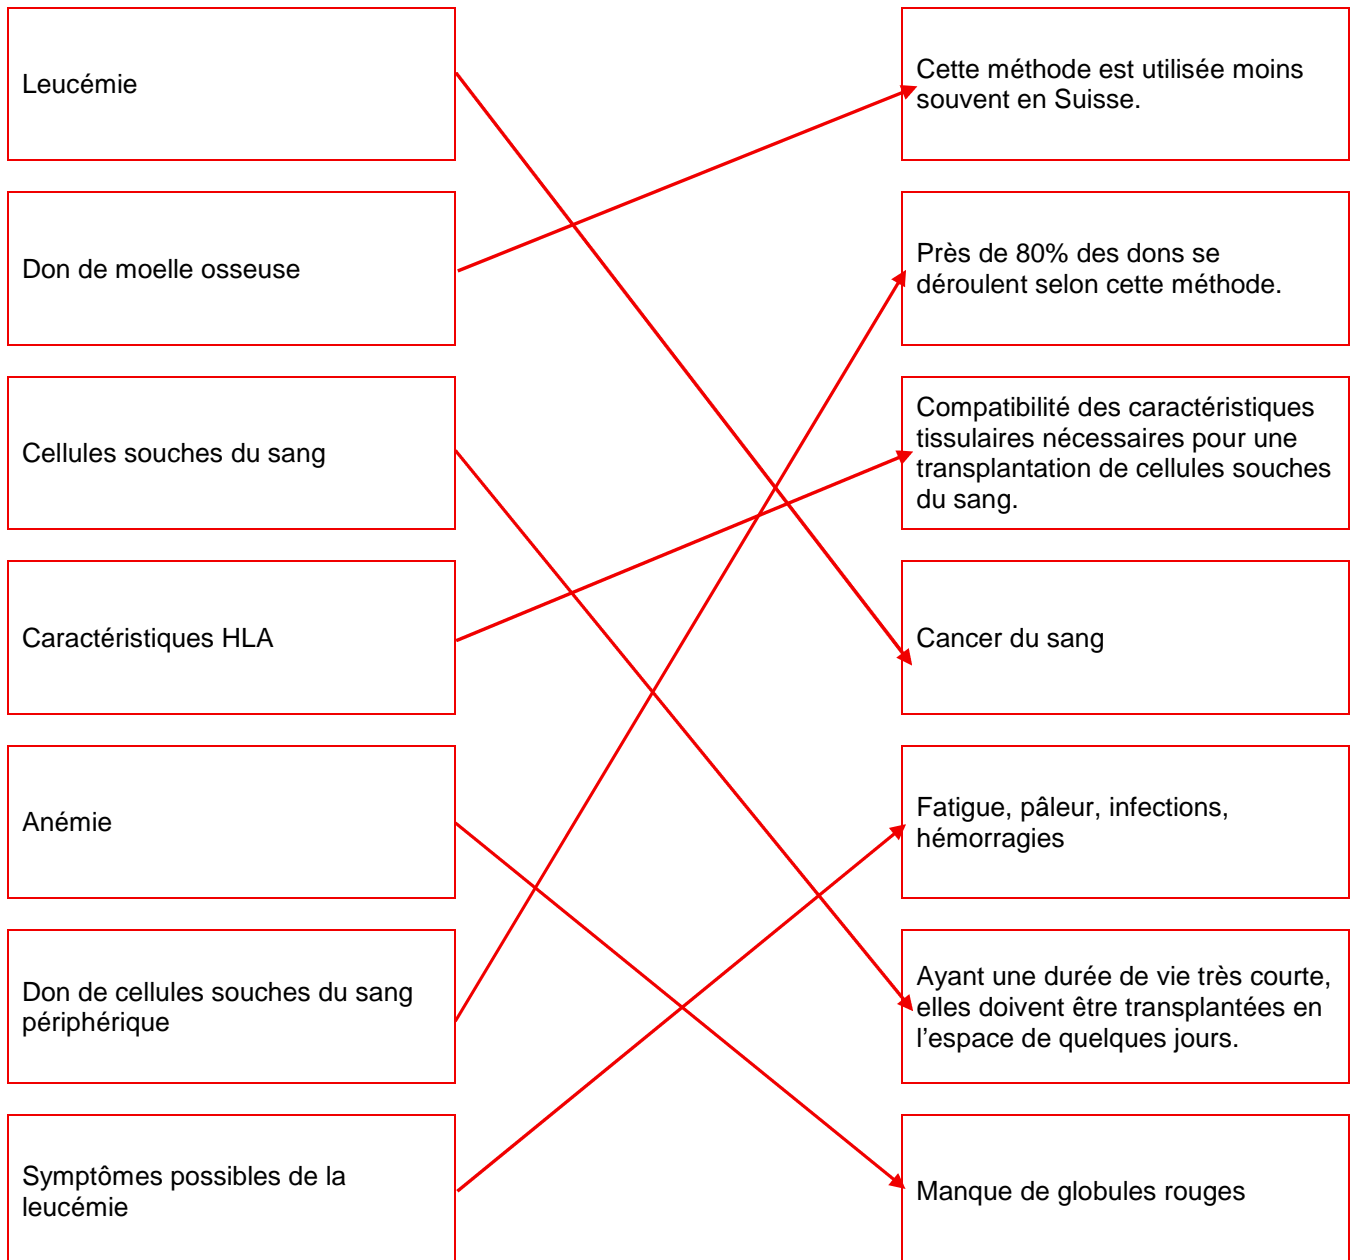 Leucémie
Cette méthode est utilisée moins
souvent en Suisse.
Don de moelle osseuse
Près de 80% des dons se
déroulent selon cette méthode.
Cellules souches du sang
Compatibilité des caractéristiques
tissulaires nécessaires pour une
transplantation de cellules souches
du sang.
Caractéristiques HLA
Cancer du sang
Anémie
Fatigue, pâleur, infections,
hémorragies
Don de cellules souches du sang
périphérique
Ayant une durée de vie très courte,
elles doivent être transplantées en
l’espace de quelques jours.
Symptômes possibles de la
leucémie
Manque de globules rouges